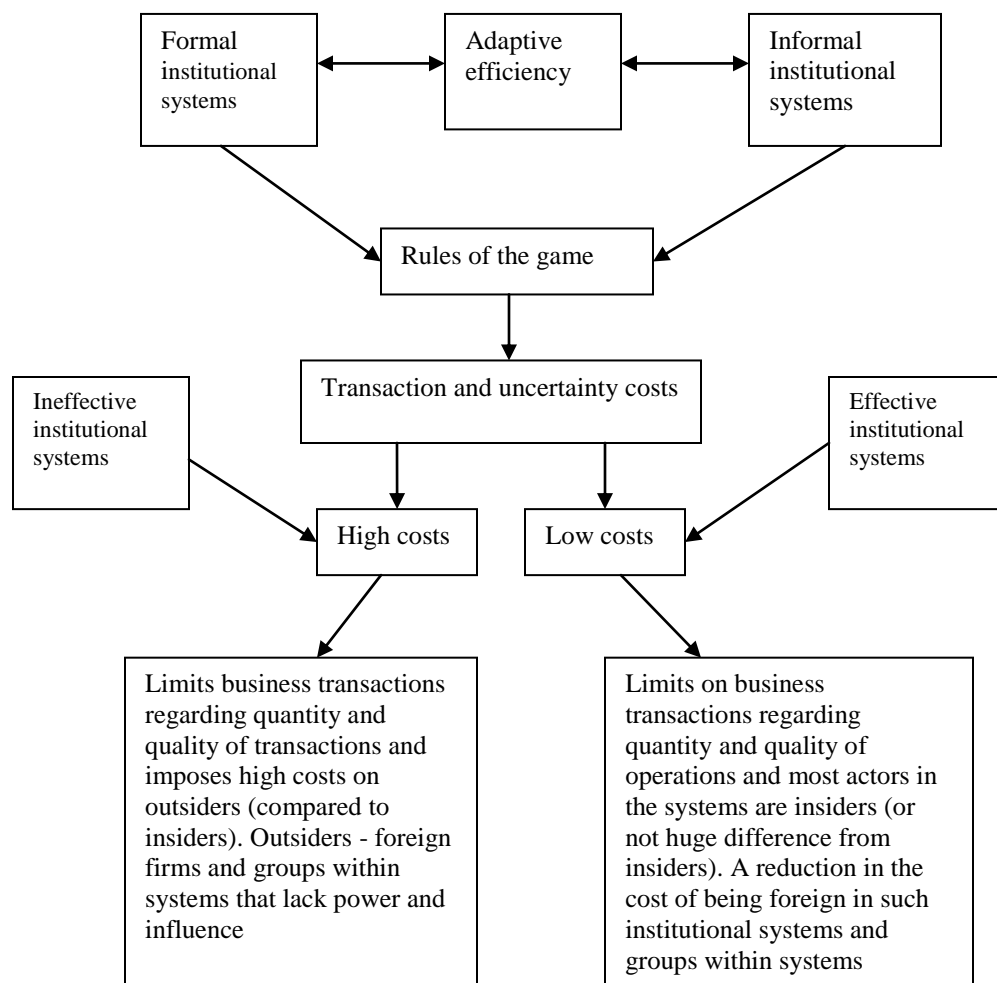 Formal
institutional
systems
Adaptive
efficiency
Informal
institutional
systems
Rules of the game
Transaction and uncertainty costs
Ineffective
institutional
systems
Effective
institutional
systems
High costs
Low costs
Limits business transactions
regarding quantity and
quality of transactions and
imposes high costs on
outsiders (compared to
insiders). Outsiders - foreign
firms and groups within
systems that lack power and
influence
Limits on business
transactions regarding
quantity and quality of
operations and most actors in
the systems are insiders (or
not huge difference from
insiders). A reduction in the
cost of being foreign in such
institutional systems and
groups within systems